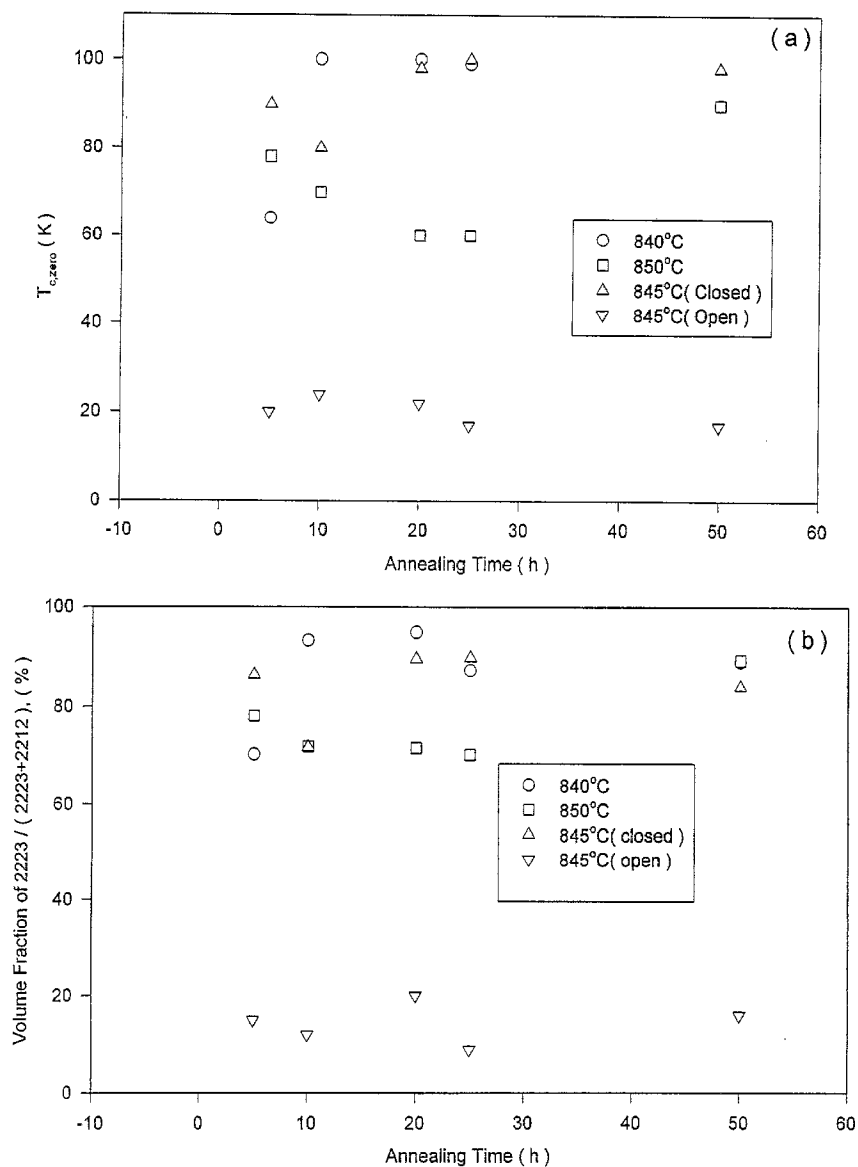 ( a )
100
80
60
40
20
0
T_c,zero ( K )
840°C
850°C
845°C( Closed )
845°C( Open )
-10 0 10 20 30 40 50 60
Annealing Time ( h )
( b )
100
80
60
40
20
0
Volume Fraction of 2223 / ( 2223+2212 ), ( % )
840°C
850°C
845°C( closed )
845°C( open )
-10 0 10 20 30 40 50 60
Annealing Time ( h )